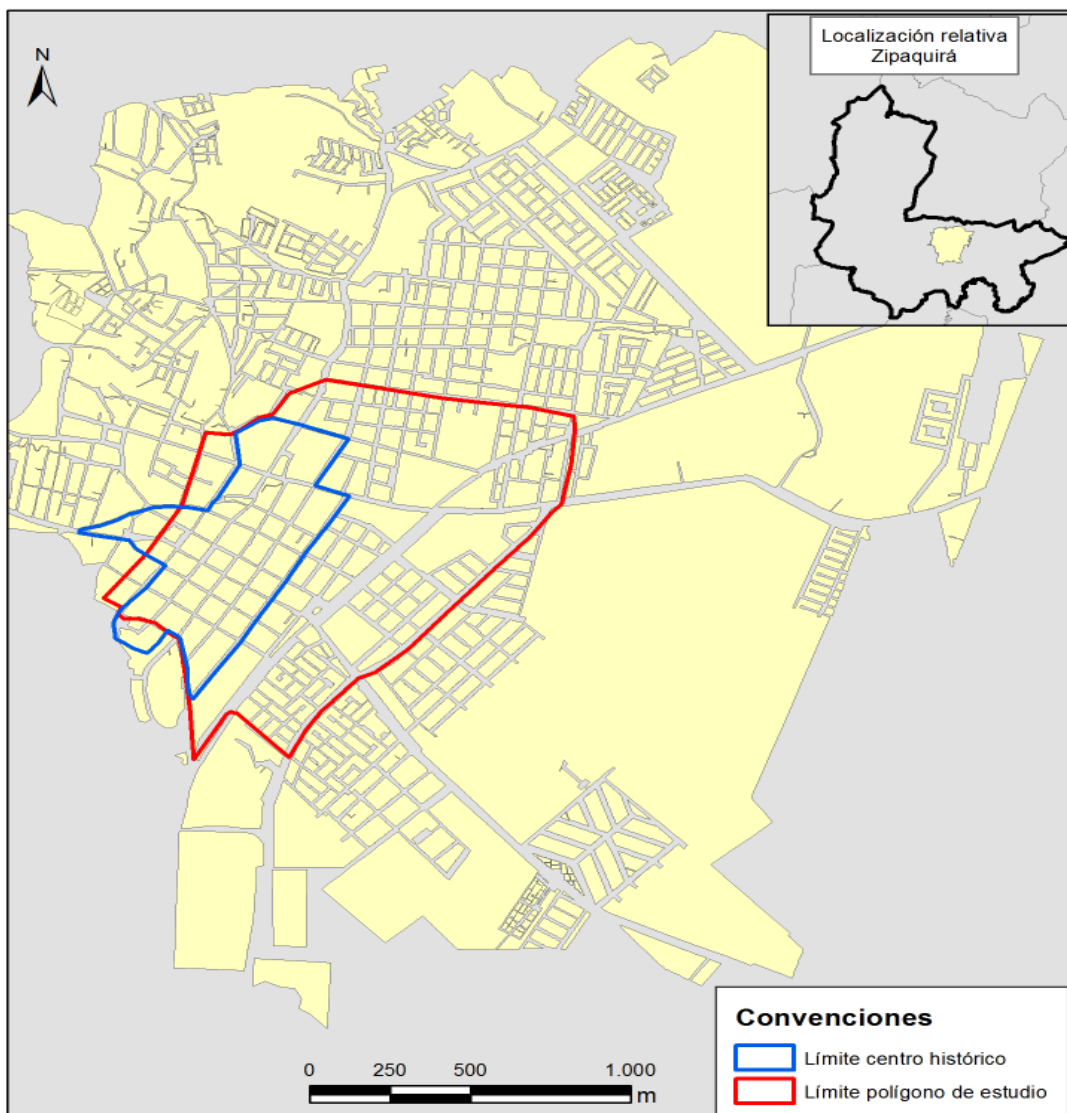 N
Localización relativa
Zipaquirá
Convenciones
Límite centro histórico
Límite polígono de estudio
0 250 500 1.000
m